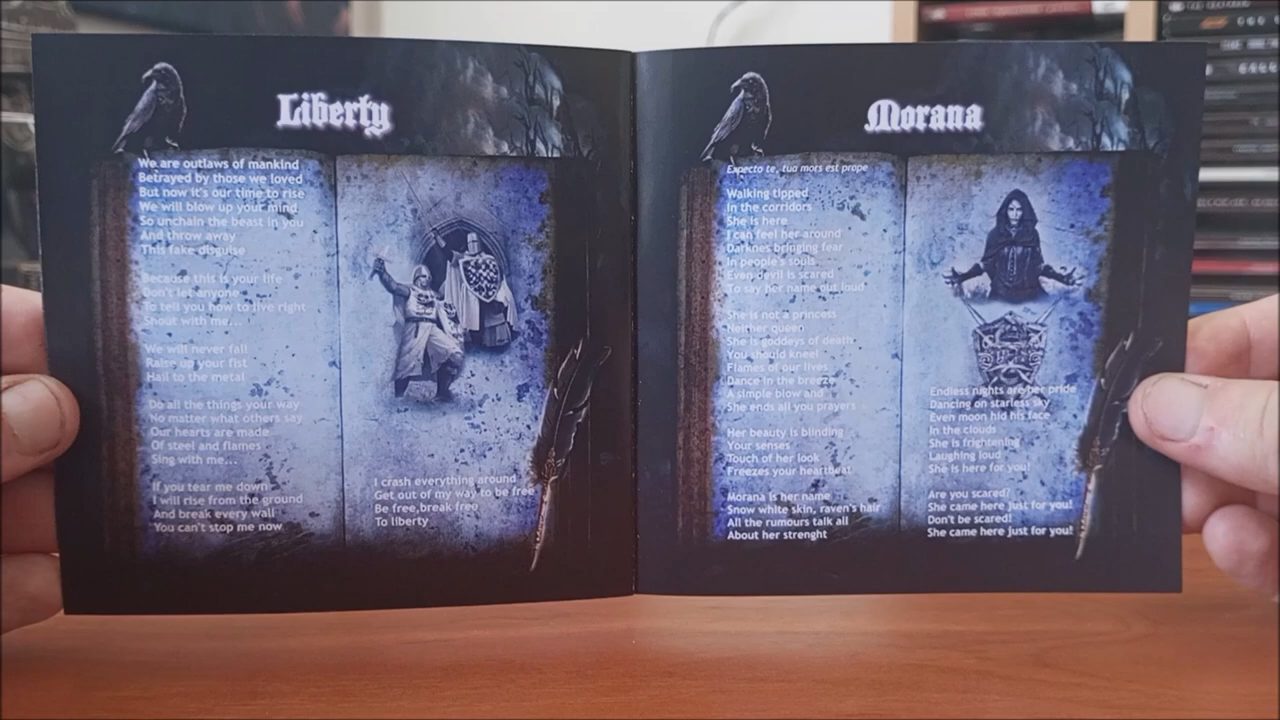 Liberty
We are outlaws of mankind
Betrayed by those we loved
But now it's our time to rise
We will blow up your mind
So unchain the beast in you
And throw away
This fake disguise
Because this is your life
Don't let anyone
To tell you how to live right
Shout with me...
We will never fall
Raise up your fist
Hail to the metal
Do all the things your way
No matter what others say
Our hearts are made
Of steel and flames
Sing with me...
If you tear me down
I will rise from the ground
And break every wall
You can't stop me now
I crash everything around
Get out of my way to be free
Be free,break free
To liberty
Morana
Expecto te, tua mors est prope
Walking tipped
In the corridors
She is here
I can feel her around
Darknes bringing fear
In people's souls
Even devil is scared
To say her name out loud
She is not a princess
Neither queen
She is goddeys of death
You should kneel
Flames of our lives
Dance in the breeze
A simple blow and
She ends all you prayers
Her beauty is blinding
Your senses
Touch of her look
Freezes your heartbeat
Morana is her name
Snow white skin, raven's hair
All the rumours talk all
About her strenght
Endless nights are her pride
Dancing on starless sky
Even moon hid his face
In the clouds
She is frightening
Laughing loud
She is here for you!
Are you scared?
She came here just for you!
Don't be scared!
She came here just for you!